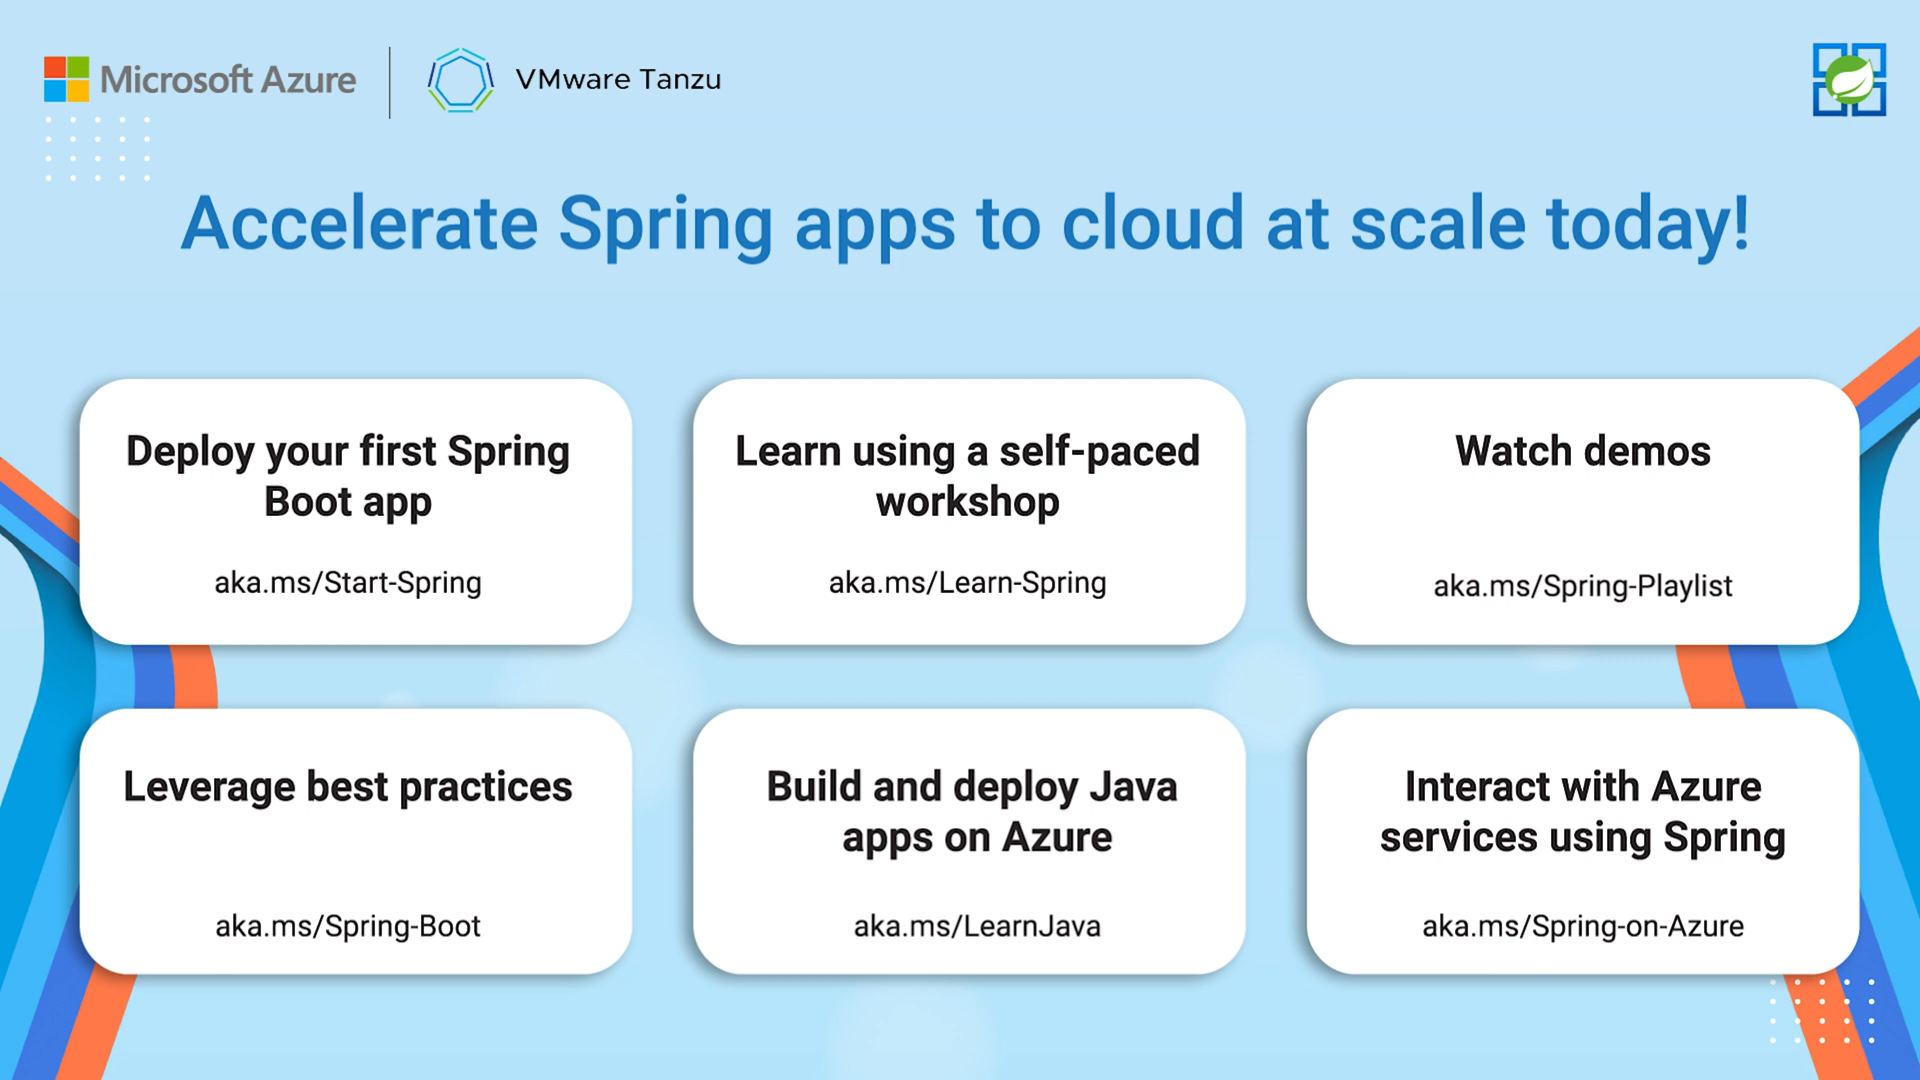 Microsoft Azure
VMware Tanzu
Accelerate Spring apps to cloud at scale today!
Deploy your first Spring
Boot app
aka.ms/Start-Spring
Learn using a self-paced
workshop
aka.ms/Learn-Spring
Watch demos
aka.ms/Spring-Playlist
Leverage best practices
aka.ms/Spring-Boot
Build and deploy Java
apps on Azure
aka.ms/LearnJava
Interact with Azure
services using Spring
aka.ms/Spring-on-Azure